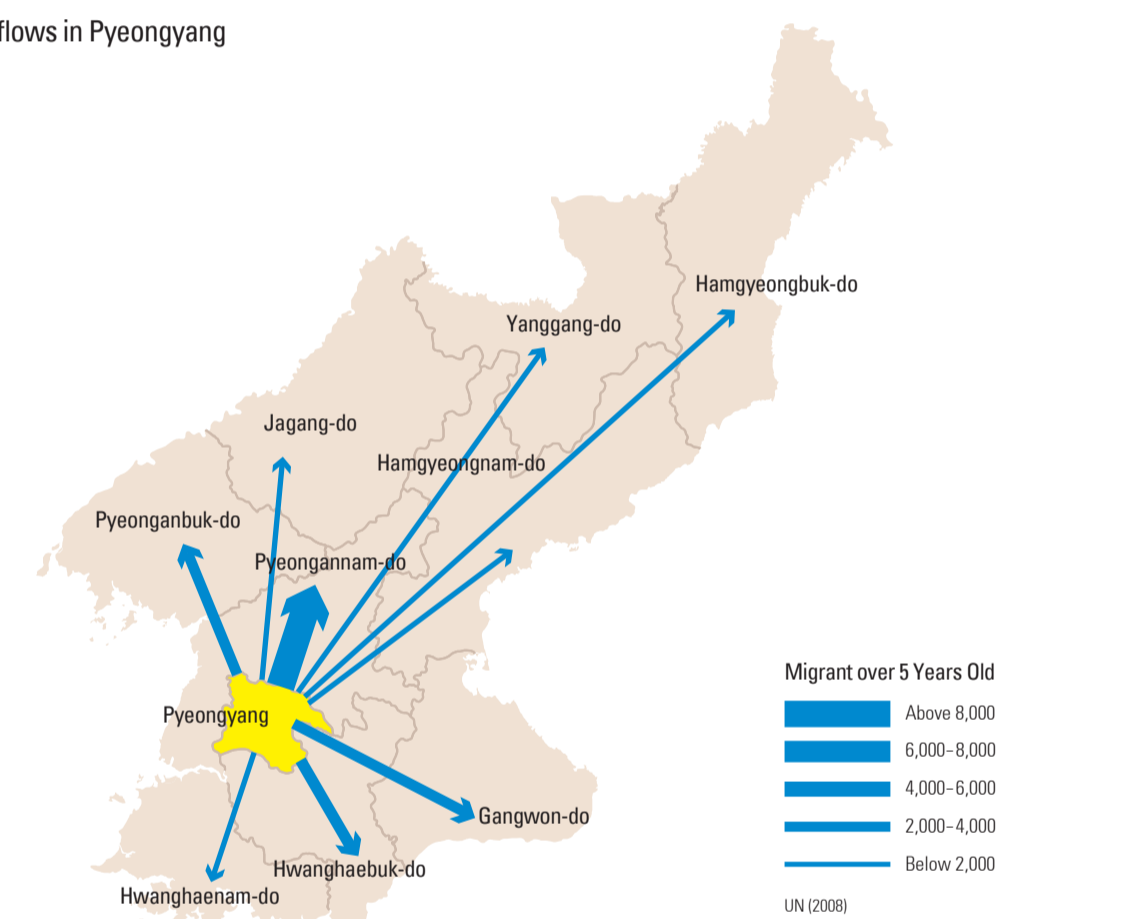 flows in Pyeongyang
Hamgyeongbuk-do
Yanggang-do
Jagang-do
Hamgyeongnam-do
Pyeonganbuk-do
Pyeongannam-do
Pyeongyang
Gangwon-do
Hwanghaebuk-do
Hwanghaenam-do
Migrant over 5 Years Old
Above 8,000
6,000–8,000
4,000–6,000
2,000–4,000
Below 2,000
UN (2008)